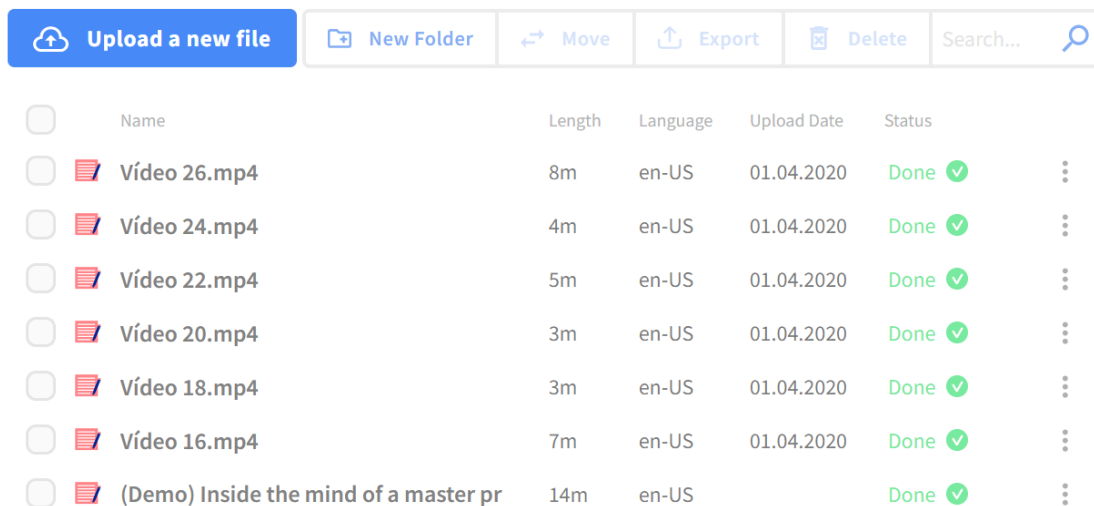 Upload a new file New Folder Move Export Delete Search...
Name Length Language Upload Date Status
Vídeo 26.mp4 8m en-US 01.04.2020 Done
Vídeo 24.mp4 4m en-US 01.04.2020 Done
Vídeo 22.mp4 5m en-US 01.04.2020 Done
Vídeo 20.mp4 3m en-US 01.04.2020 Done
Vídeo 18.mp4 3m en-US 01.04.2020 Done
Vídeo 16.mp4 7m en-US 01.04.2020 Done
(Demo) Inside the mind of a master pr 14m en-US Done